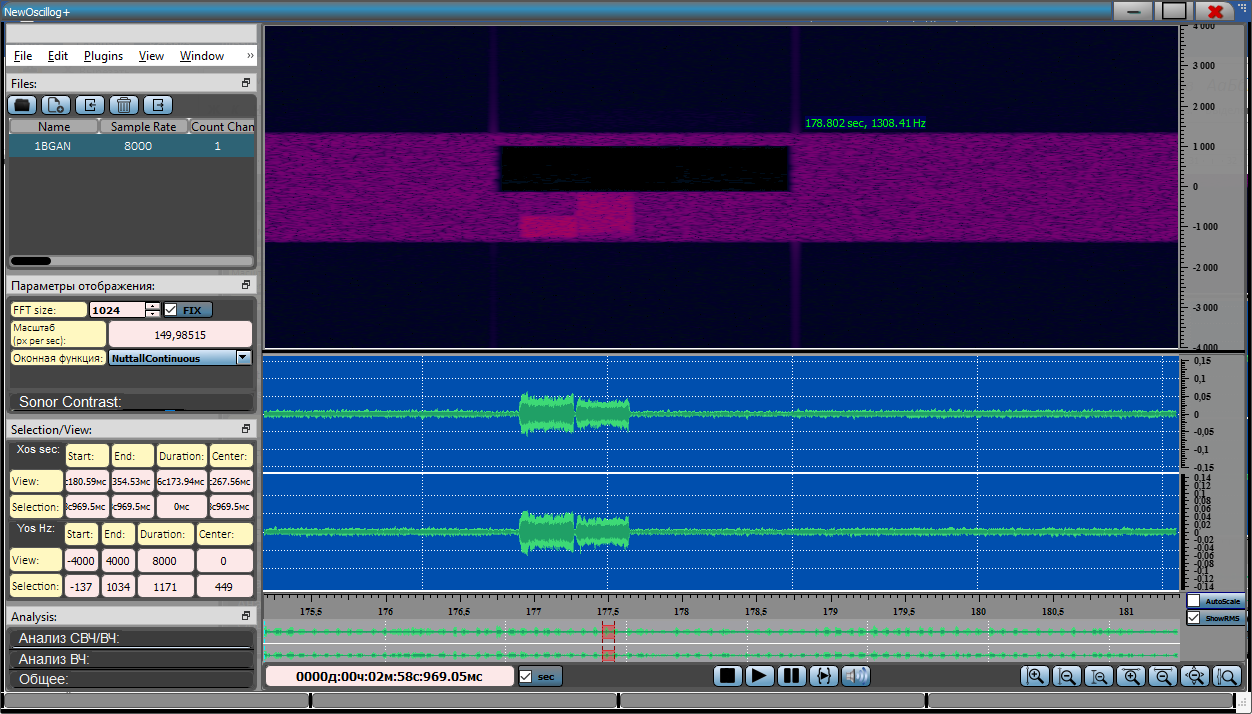 NewOscillog+
File Edit Plugins View Window »
Files:
Name Sample Rate Count Chan
1BGAN 8000 1
Параметры отображения:
FFT size: 1024 FIX
Масштаб
(px per sec): 149,98515
Оконная функция: NuttallContinuous
Sonor Contrast:
Selection/View:
Xos sec: Start: End: Duration: Center:
View: :180.59мс 354.53мс 6с173.94мс :267.56мс
Selection: 3с969.5мс 3с969.5мс 0мс 3с969.5мс
Yos Hz: Start: End: Duration: Center:
View: -4000 4000 8000 0
Selection: -137 1034 1171 449
Analysis:
Анализ СВЧ/ВЧ:
Анализ ВЧ:
Общее:
178.802 sec, 1308.41 Hz
4 000
3 000
2 000
1 000
0
-1 000
-2 000
-3 000
-4 000
0,15
0,1
0,05
0
-0,05
-0,1
-0,15
0,14
0,12
0,1
0,08
0,06
0,04
0,02
0
-0,02
-0,04
-0,06
-0,08
-0,1
-0,12
-0,14
175,5 176 176,5 177 177,5 178 178,5 179 179,5 180 180,5 181
AutoScale
ShowRMS
0000д:00ч:02м:58с:969.05мс sec